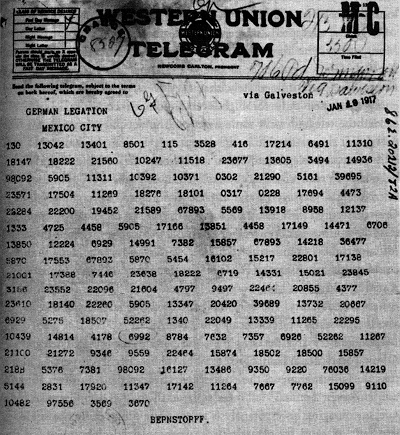 WESTERN UNION
TELEGRAM
NEWCOMB CARLTON, PRESIDENT
Send the following telegram, subject to the terms
on back hereof, which are hereby agreed to
via Galveston
JAN 19 1917
GERMAN LEGATION
MEXICO CITY
130 13042 13401 8501 115 3528 416 17214 6491 11310
18147 18222 21560 10247 11518 23677 13605 3494 14936
98092 5905 11311 10392 10371 0302 21290 5161 39695
23571 17504 11269 18276 18101 0317 0228 17694 4473
22284 22200 19452 21589 67893 5569 13918 8958 12137
1333 4725 4458 5905 17166 13851 4458 17149 14471 6706
13850 12224 6929 14991 7382 15857 67893 14218 36477
5870 17553 67893 5870 5454 16102 15217 22801 17138
21001 17388 7446 23638 18222 6719 14331 15021 23845
3156 23552 22096 21604 4797 9497 22464 20855 4377
23610 18140 22260 5905 13347 20420 39689 13732 20667
6929 5275 18507 52262 1340 22049 13339 11265 22295
10439 14814 4178 6992 8784 7632 7357 6926 52262 11267
21100 21272 9346 9559 22464 15874 18502 18500 15857
2188 5376 7381 98092 16127 13486 9350 9220 76036 14219
5144 2831 17920 11347 17142 11264 7667 7762 15099 9110
10482 97556 3569 3670
BEPNSTOPFF.